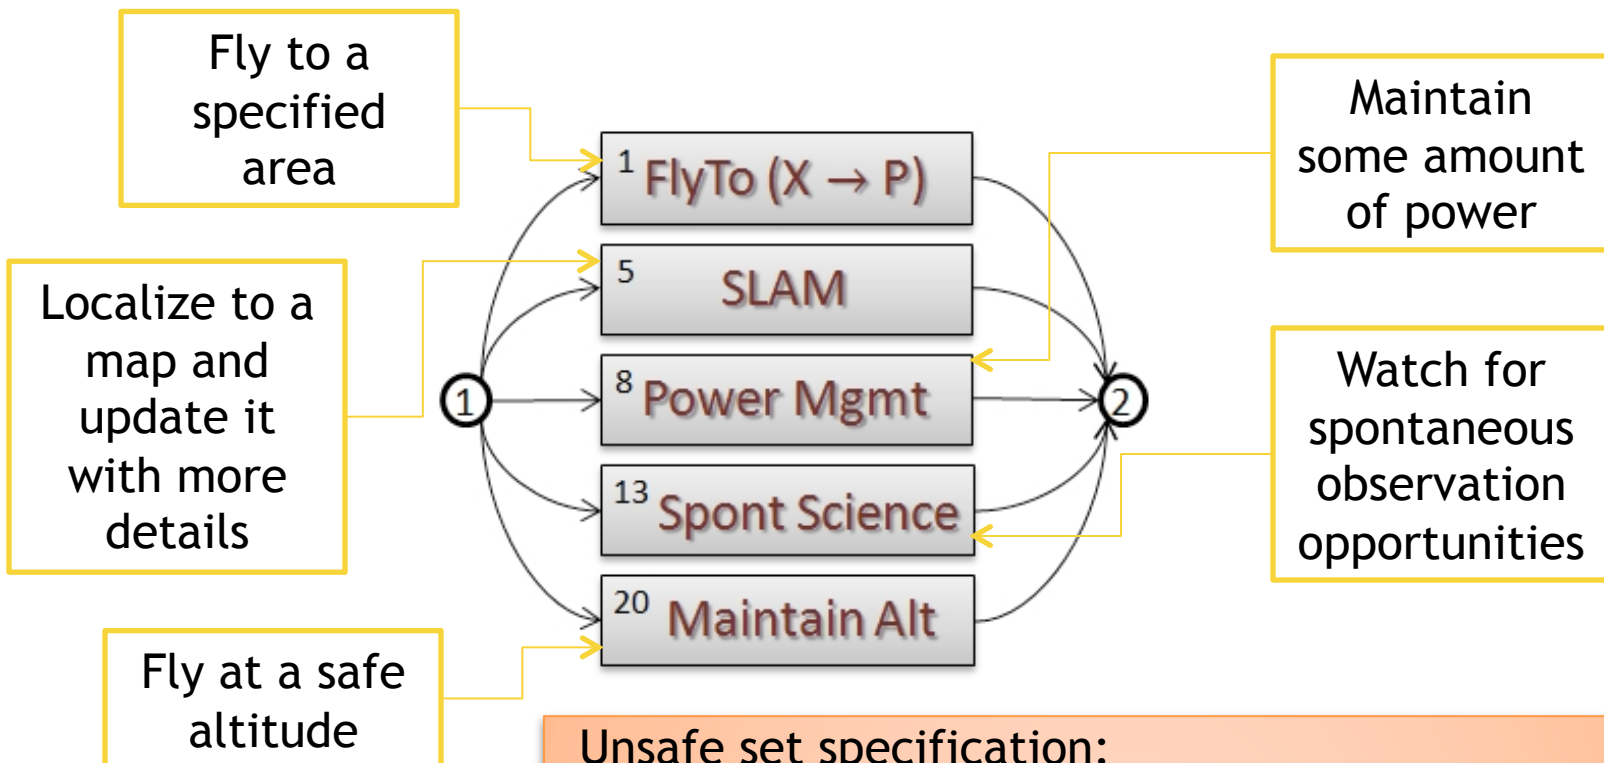 Fly to a
specified
area
Maintain
some amount
of power
1 FlyTo (X → P)
5 SLAM
Localize to a
map and
update it
with more
details
Watch for
spontaneous
observation
opportunities
1
8 Power Mgmt
2
13 Spont Science
20 Maintain Alt
Fly at a safe
altitude
Unsafe set specification: